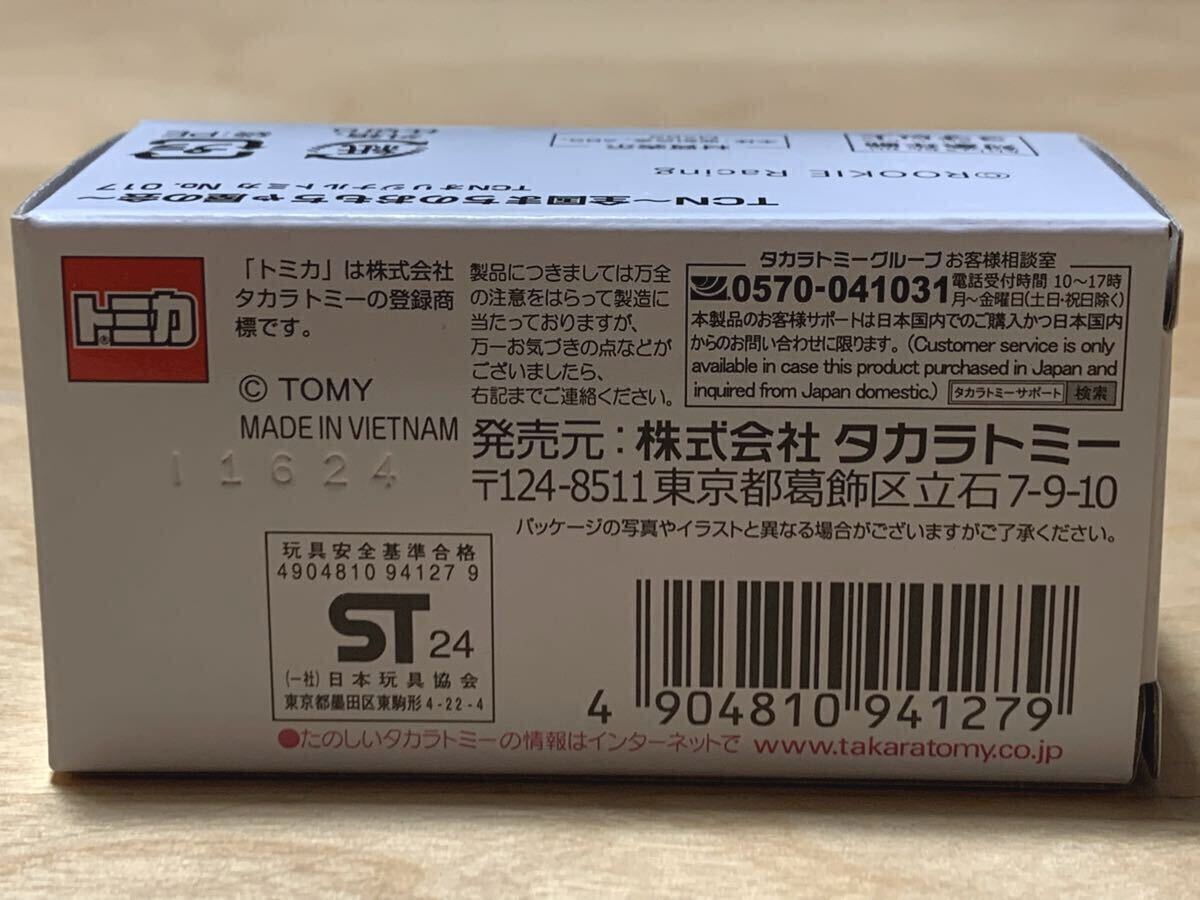 TCN～全国まちのおもちゃ屋の会～
TCNオリジナルトミカ No. 017
©ROOKIE Racing
紙
トミカ
®
「トミカ」は株式会社
タカラトミーの登録商
標です。
© TOMY
MADE IN VIETNAM
11624
製品につきましては万全
の注意をはらって製造に
当たっておりますが、
万一お気づきの点などが
ございましたら、
右記までご連絡ください。
タカラトミーグループ お客様相談室
0570-041031 電話受付時間 10～17時
月～金曜日(土日・祝日除く)
本製品のお客様サポートは日本国内でのご購入かつ日本国内
からのお問い合わせに限ります。(Customer service is only
available in case this product purchased in Japan and
inquired from Japan domestic.) タカラトミーサポート 検索
発売元：株式会社 タカラトミー
〒124-8511 東京都葛飾区立石7-9-10
パッケージの写真やイラストと異なる場合がございますがご了承ください。
玩具安全基準合格
4904810 94127 9
ST 24
(一社) 日本玩具協会
東京都墨田区東駒形 4-22-4
4 904810 941279
●たのしいタカラトミーの情報はインターネットで www.takaratomy.co.jp